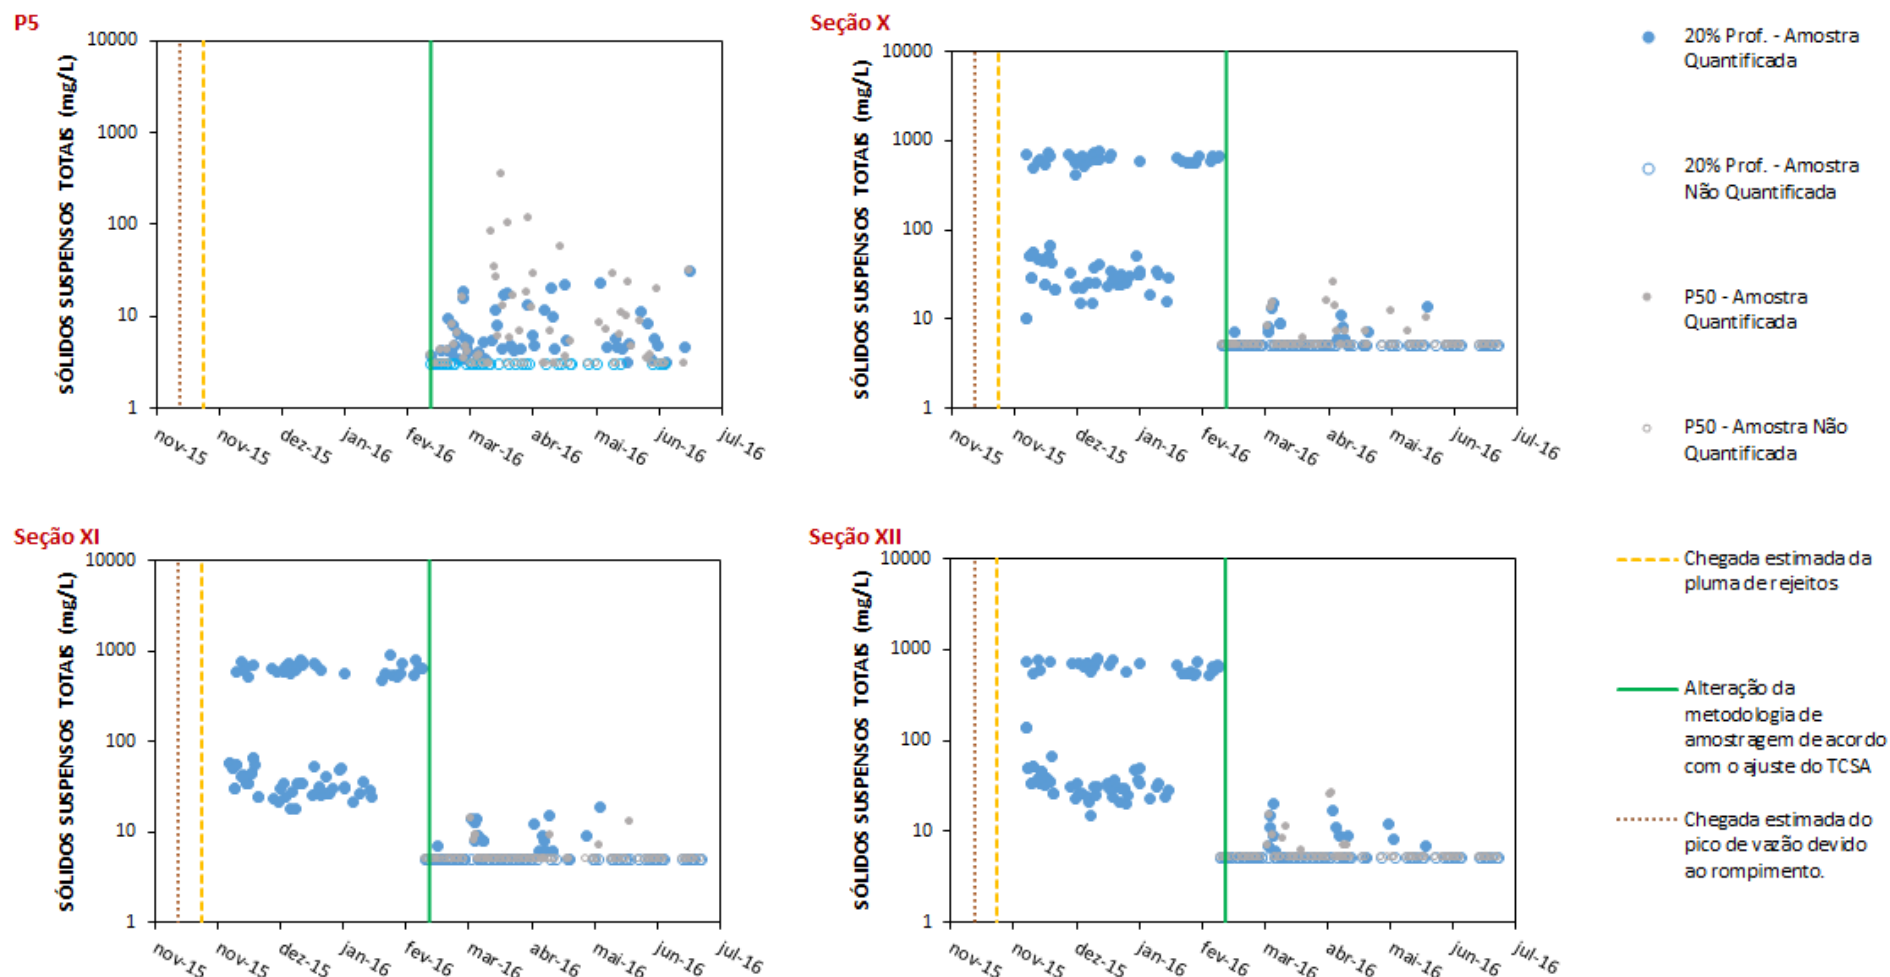 P5
SÓLIDOS SUSPENSOS TOTAIS (mg/L)
10000
1000
100
10
1
nov-15
nov-15
dez-15
jan-16
fev-16
mar-16
abr-16
mai-16
jun-16
jul-16
Seção X
SÓLIDOS SUSPENSOS TOTAIS (mg/L)
10000
1000
100
10
1
nov-15
nov-15
dez-15
jan-16
fev-16
mar-16
abr-16
mai-16
jun-16
jul-16
Seção XI
SÓLIDOS SUSPENSOS TOTAIS (mg/L)
10000
1000
100
10
1
nov-15
nov-15
dez-15
jan-16
fev-16
mar-16
abr-16
mai-16
jun-16
jul-16
Seção XII
SÓLIDOS SUSPENSOS TOTAIS (mg/L)
10000
1000
100
10
1
nov-15
nov-15
dez-15
jan-16
fev-16
mar-16
abr-16
mai-16
jun-16
jul-16
20% Prof. - Amostra
Quantificada
20% Prof. - Amostra
Não Quantificada
P50 - Amostra
Quantificada
P50 - Amostra Não
Quantificada
Chegada estimada da
pluma de rejeitos
Alteração da
metodologia de
amostragem de acordo
com o ajuste do TCSA
Chegada estimada do
pico de vazão devido
ao rompimento.